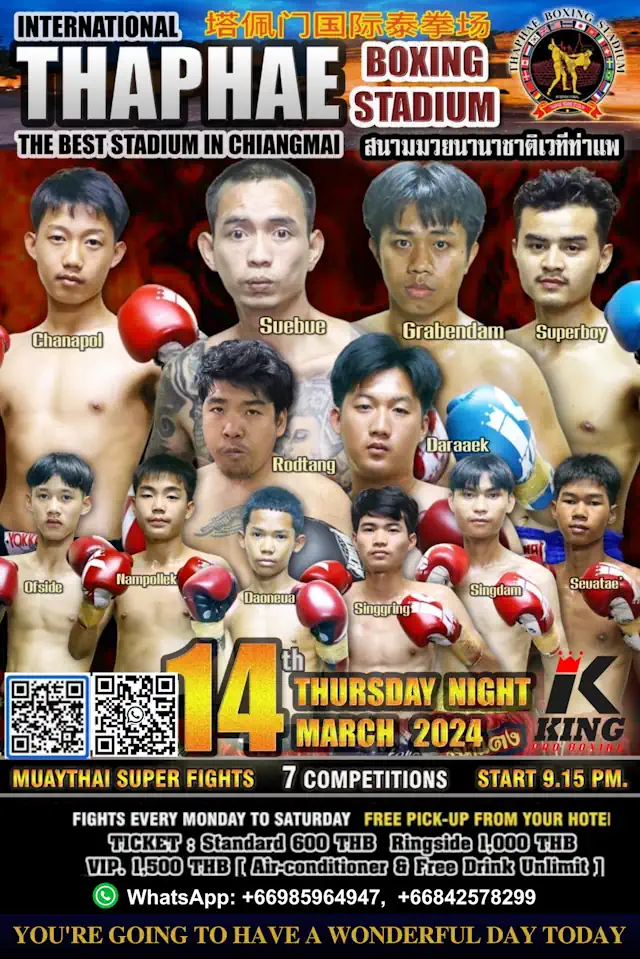 INTERNATIONAL
塔佩门国际泰拳场
THAPHAE
BOXING
STADIUM
THAPHAE BOXING STADIUM
THE BEST STADIUM IN CHIANGMAI
สนามมวยนานาชาติเวทีท่าแพ
Chanapol
Suebue
Grabendam
Superboy
Rodtang
Daraaek
Ofside
Nampollek
Daoneua
Singgring
Singdam
Seuatae
14th
THURSDAY NIGHT
MARCH 2024
K
KING
PRO BOXING
MUAYTHAI SUPER FIGHTS 7 COMPETITIONS START 9.15 PM.
FIGHTS EVERY MONDAY TO SATURDAY FREE PICK-UP FROM YOUR HOTEl
TICKET : Standard 600 THB Ringside 1,000 THB
VIP. 1,500 THB [ Air-conditioner & Free Drink Unlimit ]
WhatsApp: +66985964947, +66842578299
YOU'RE GOING TO HAVE A WONDERFUL DAY TODAY